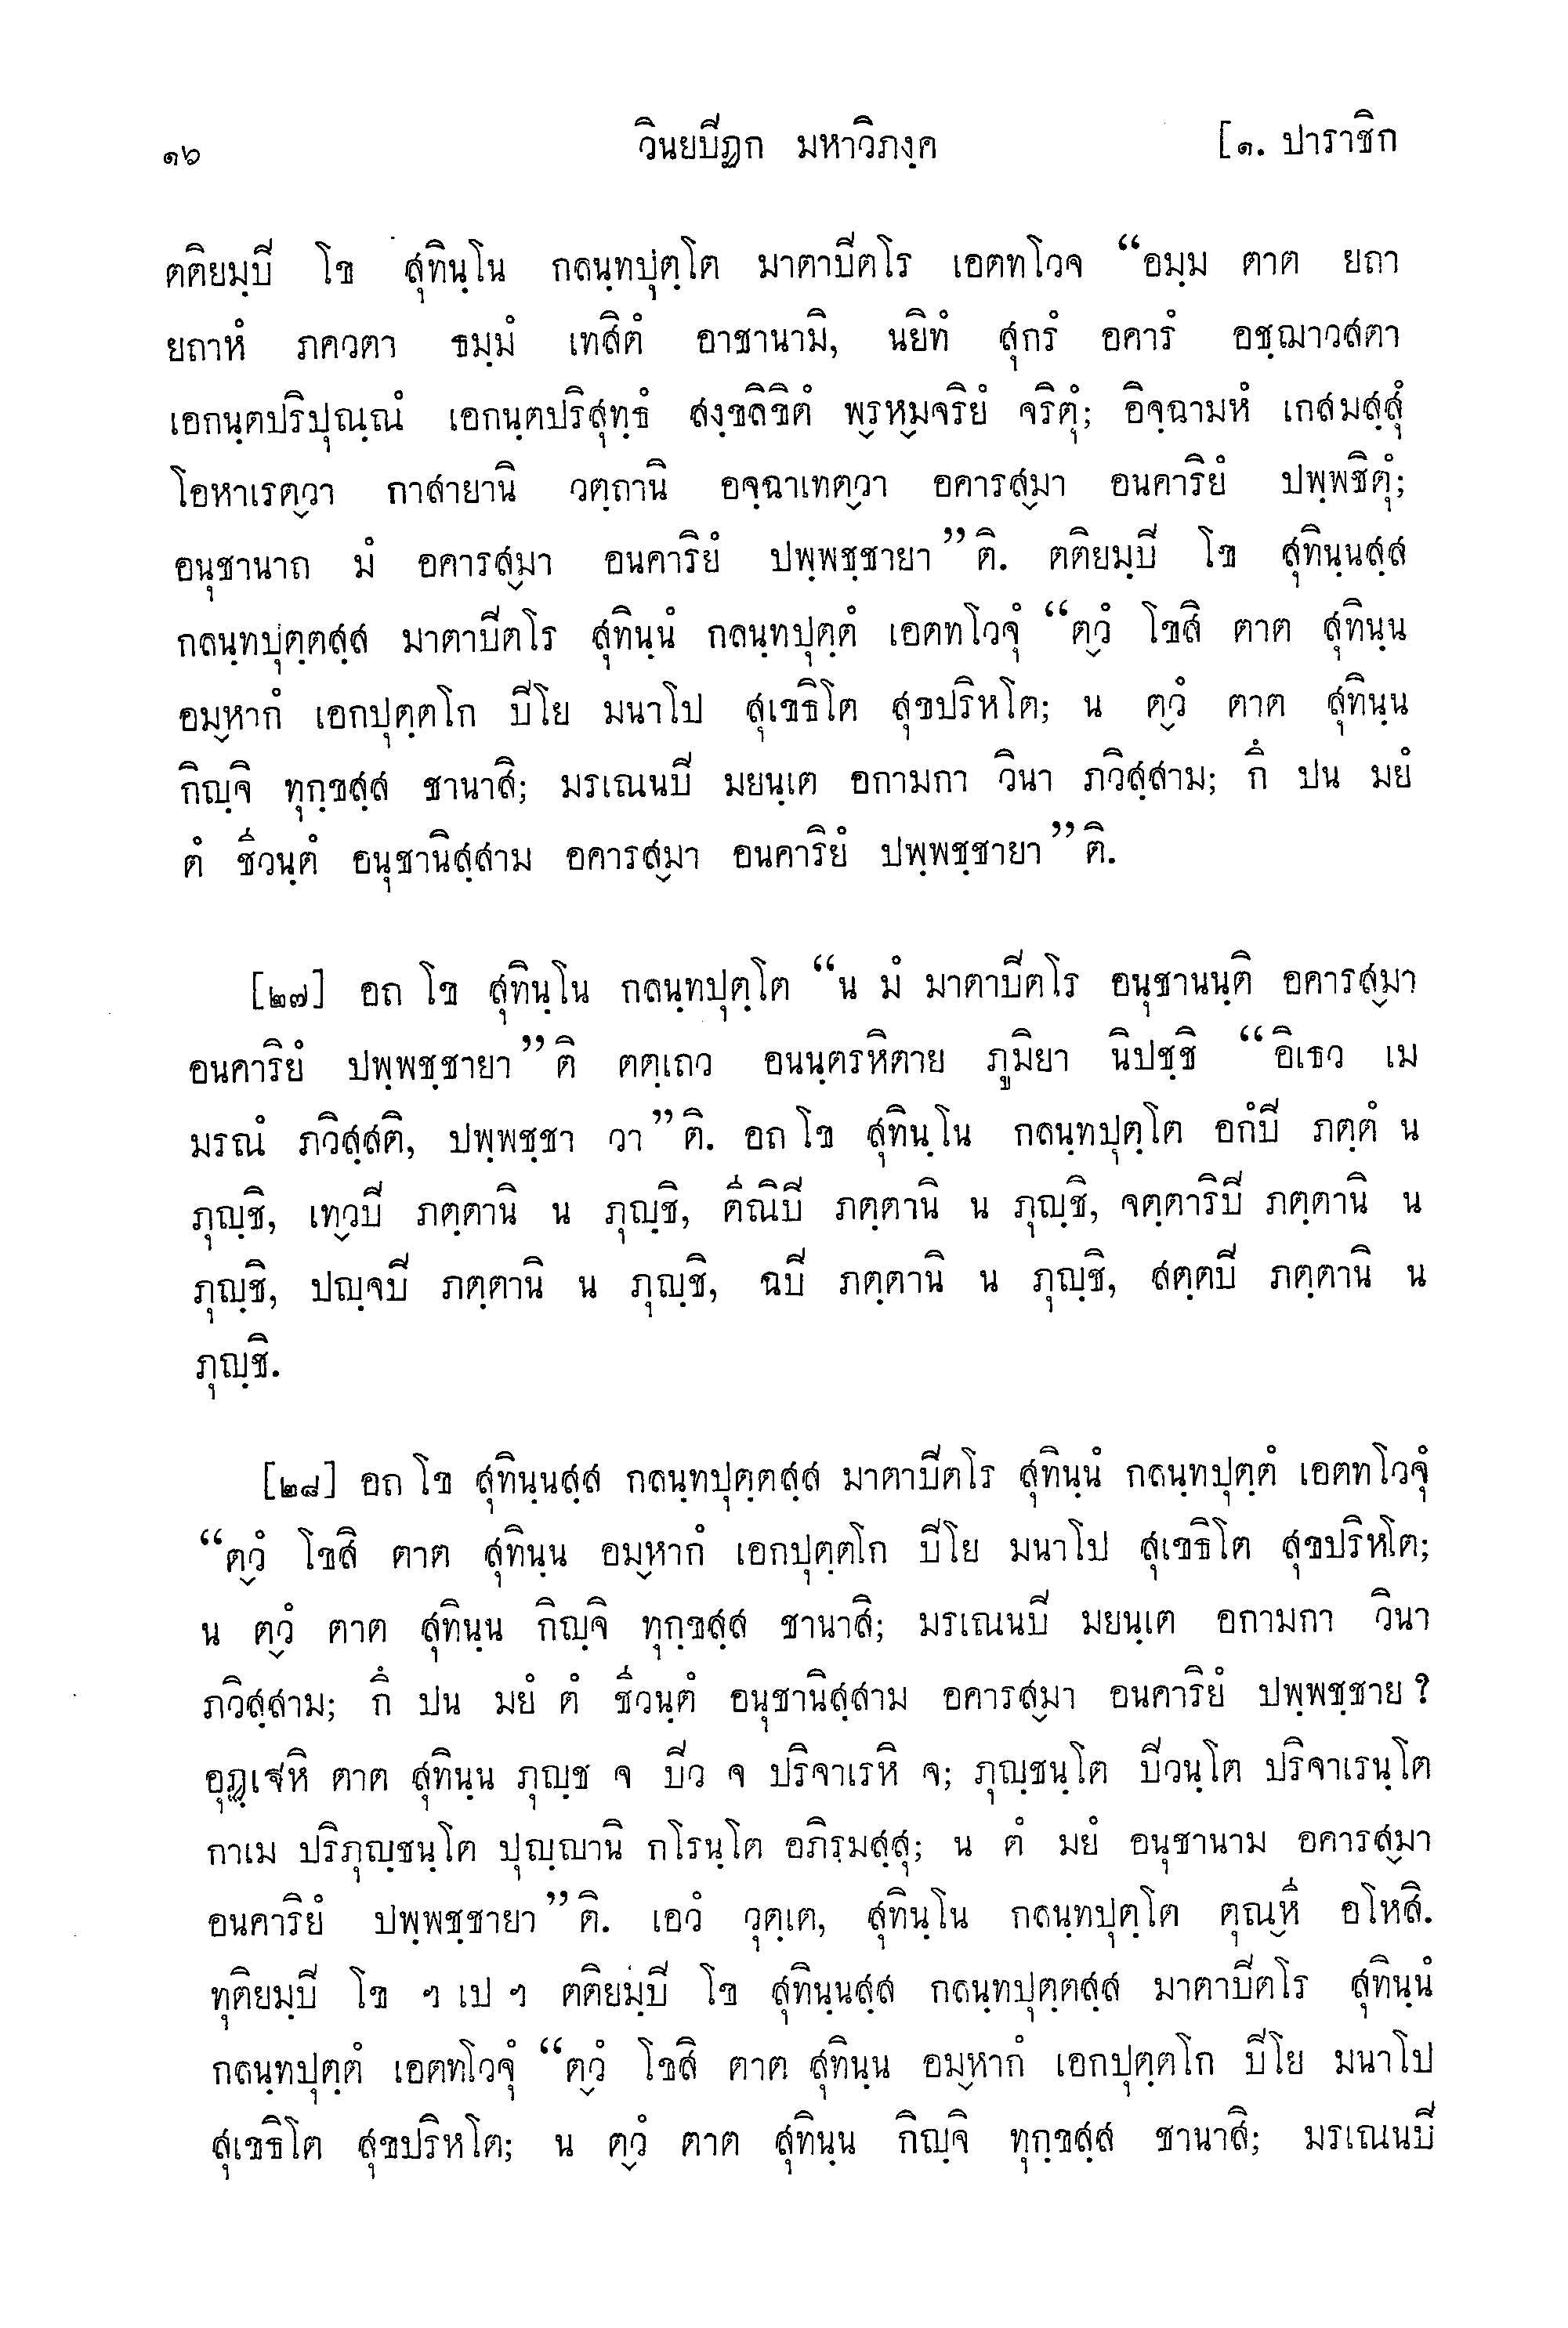 ๑๖ วินยปิฏก มหาวิภงฺค [๑. ปาราชิก
ตติยมฺปิ โข สุทินฺโน กลนฺทปุตฺโต มาตาปิตโร เอตทโวจ “อมฺม ตาต ยถา
ยถาหํ ภควตา ธมฺมํ เทสิตํ อาชานามิ, นยิทํ สุกรํ อคารํ อชฺฌาวสตา
เอกนฺตปริปุณฺณํ เอกนฺตปริสุทฺธํ สงฺขลิขิตํ พฺรหฺมจริยํ จริตุํ; อิจฺฉามหํ เกสมสฺสุํ
โอหาเรตฺวา กาสายานิ วตฺถานิ อจฺฉาเทตฺวา อคารสฺมา อนคาริยํ ปพฺพชิตุํ;
อนุชานาถ มํ อคารสฺมา อนคาริยํ ปพฺพชฺชายา”ติ. ตติยมฺปิ โข สุทินฺนสฺส
กลนฺทปุตฺตสฺส มาตาปิตโร สุทินฺนํ กลนฺทปุตฺตํ เอตทโวจุํ “ตฺวํ โขสิ ตาต สุทินฺน
อมฺหากํ เอกปุตฺตโก ปิโย มนาโป สุเขธิโต สุขปริหโต; น ตฺวํ ตาต สุทินฺน
กิญฺจิ ทุกฺขสฺส ชานาสิ; มรเณนปิ มยนฺเต อกามกา วินา ภวิสฺสาม; กึ ปน มยํ
ตํ ชีวนฺตํ อนุชานิสฺสาม อคารสฺมา อนคาริยํ ปพฺพชฺชายา”ติ.
[๒๗] อถ โข สุทินฺโน กลนฺทปุตฺโต “น มํ มาตาปิตโร อนุชานนฺติ อคารสฺมา
อนคาริยํ ปพฺพชฺชายา”ติ ตตฺเถว อนนฺตรหิตาย ภูมิยา นิปชฺชิ “อิเธว เม
มรณํ ภวิสฺสติ, ปพฺพชฺชา วา”ติ. อถ โข สุทินฺโน กลนฺทปุตฺโต เอกํปิ ภตฺตํ น
ภุญฺชิ, เทฺวปิ ภตฺตานิ น ภุญฺชิ, ตีณิปิ ภตฺตานิ น ภุญฺชิ, จตฺตาริปิ ภตฺตานิ น
ภุญฺชิ, ปญฺจปิ ภตฺตานิ น ภุญฺชิ, ฉปิ ภตฺตานิ น ภุญฺชิ, สตฺตปิ ภตฺตานิ น
ภุญฺชิ.
[๒๘] อถ โข สุทินฺนสฺส กลนฺทปุตฺตสฺส มาตาปิตโร สุทินฺนํ กลนฺทปุตฺตํ เอตทโวจุํ
“ตฺวํ โขสิ ตาต สุทินฺน อมฺหากํ เอกปุตฺตโก ปิโย มนาโป สุเขธิโต สุขปริหโต;
น ตฺวํ ตาต สุทินฺน กิญฺจิ ทุกฺขสฺส ชานาสิ; มรเณนปิ มยนฺเต อกามกา วินา
ภวิสฺสาม; กึ ปน มยํ ตํ ชีวนฺตํ อนุชานิสฺสาม อคารสฺมา อนคาริยํ ปพฺพชฺชาย?
อุฏฺเฐหิ ตาต สุทินฺน ภุญฺช จ ปิว จ ปริจาเรหิ จ; ภุญฺชนฺโต ปิวนฺโต ปริจาเรนฺโต
กาเม ปริภุญฺชนฺโต ปุญฺญานิ กโรนฺโต อภิรมสฺสุ; น ตํ มยํ อนุชานาม อคารสฺมา
อนคาริยํ ปพฺพชฺชายา”ติ. เอวํ วุตฺเต, สุทินฺโน กลนฺทปุตฺโต ตุณฺหี อโหสิ.
ทุติยมฺปิ โข ฯ เป ฯ ตติยมฺปิ โข สุทินฺนสฺส กลนฺทปุตฺตสฺส มาตาปิตโร สุทินฺนํ
กลนฺทปุตฺตํ เอตทโวจุํ “ตฺวํ โขสิ ตาต สุทินฺน อมฺหากํ เอกปุตฺตโก ปิโย มนาโป
สุเขธิโต สุขปริหโต; น ตฺวํ ตาต สุทินฺน กิญฺจิ ทุกฺขสฺส ชานาสิ; มรเณนปิ